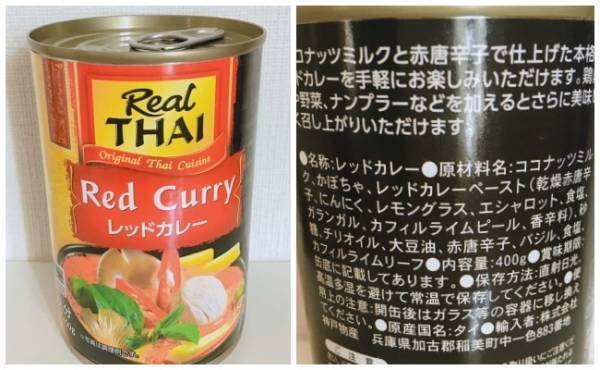 Real
THAI
Original Thai Cuisine
Red Curry
レッドカレー
ココナッツミルクと赤唐辛子で仕上げた本格
ドカレーを手軽にお楽しみいただけます。鶏
野菜、ナンプラーなどを加えるとさらに美味し
く召し上がりいただけます。
●名称:レッドカレー●原材料名:ココナッツミル
ク、かぼちゃ、レッドカレーペースト(乾燥赤唐辛
子、にんにく、レモングラス、エシャロット、食塩、
ガランガル、カフィルライムピール、香辛料)、砂
糖、チリオイル、大豆油、赤唐辛子、バジル、食塩、
カフィルライムリーフ●内容量:400g●賞味期限:
缶底に記載してあります。●保存方法:直射日光、
高温多湿を避けて常温で保存してください。●使
用上の注意:開缶後はガラス等の容器に移し換え
てください。●原産国名:タイ●輸入者:株式会社
神戸物産 兵庫県加古郡稲美町中一色883番地